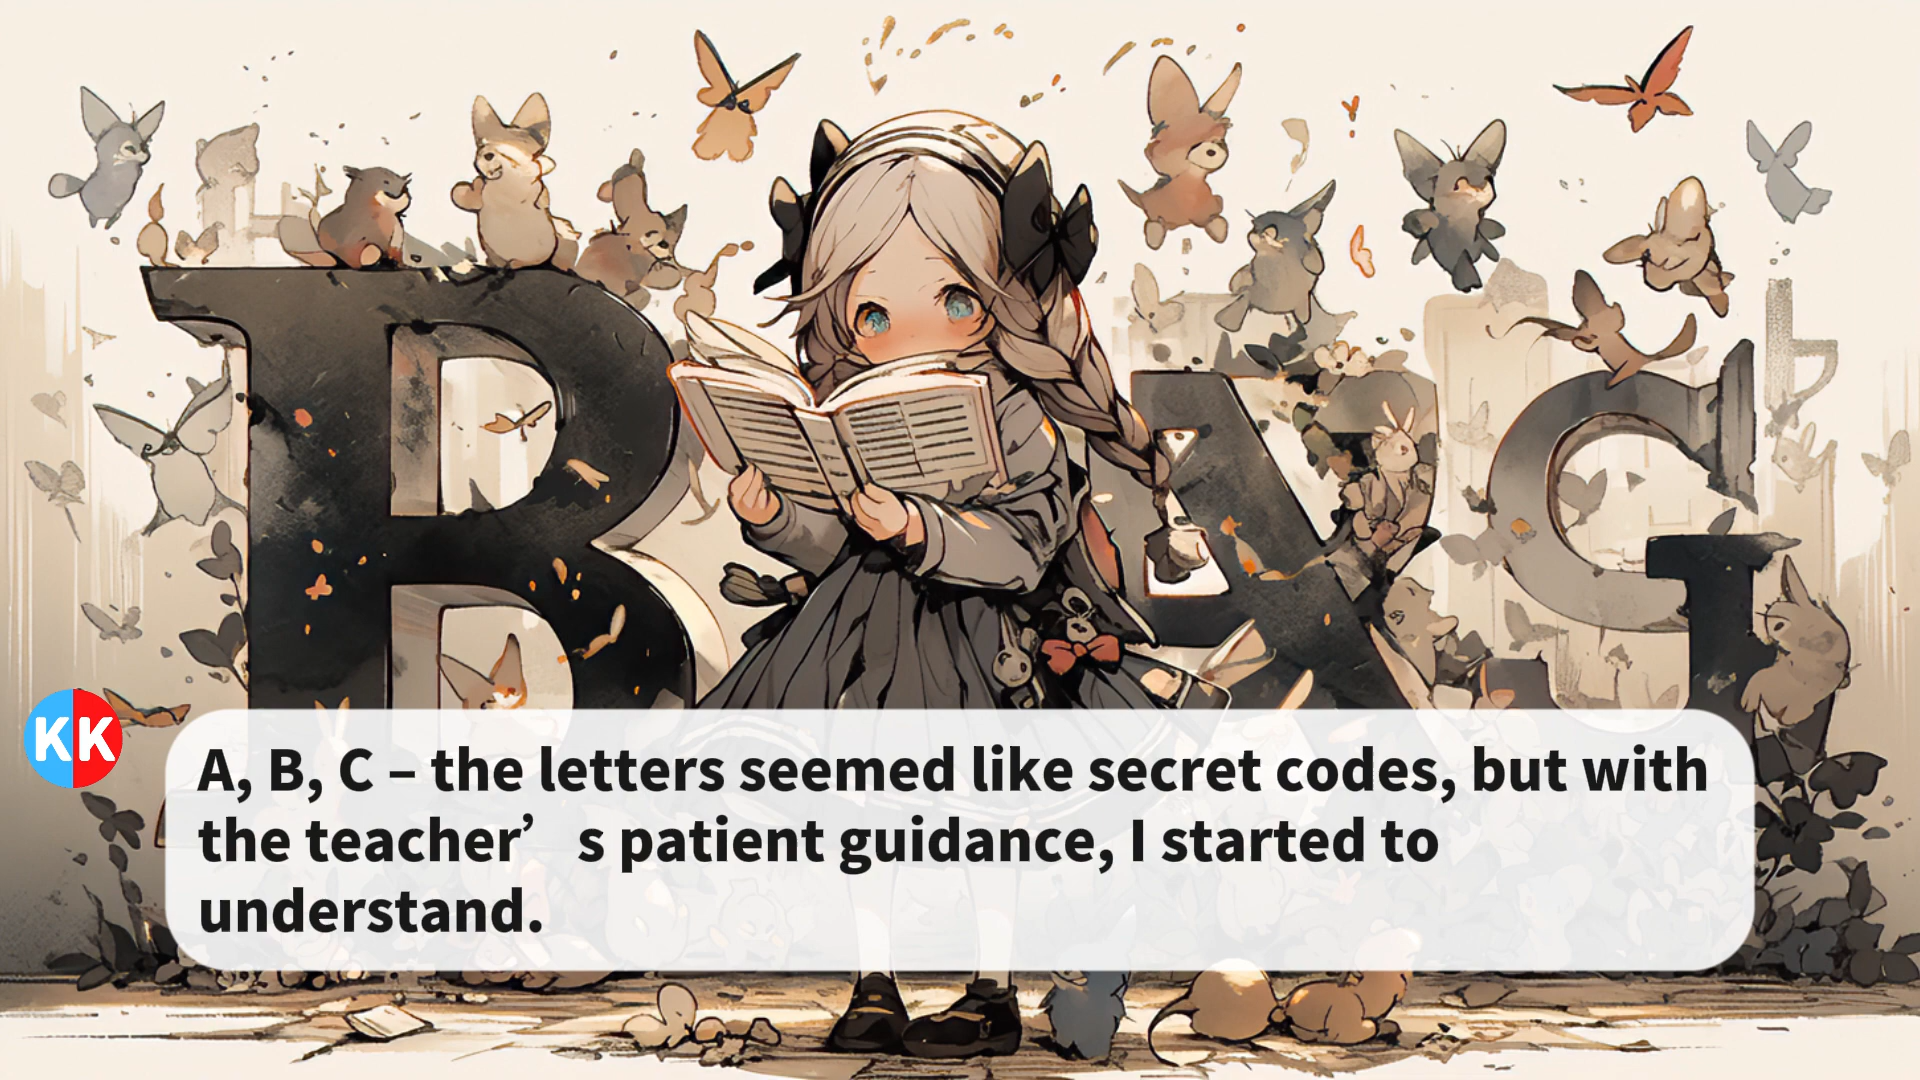 B A G
KK
A, B, C – the letters seemed like secret codes, but with
the teacher’s patient guidance, I started to
understand.